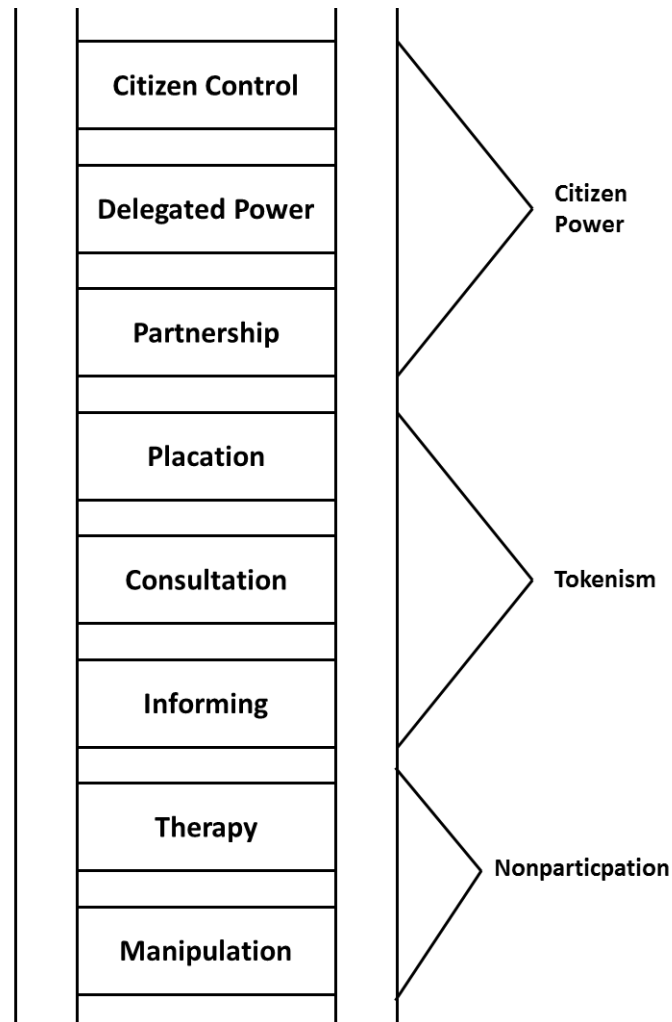 Citizen Control
Delegated Power
Partnership
Placation
Consultation
Informing
Therapy
Manipulation
Citizen
Power
Tokenism
Nonparticpation